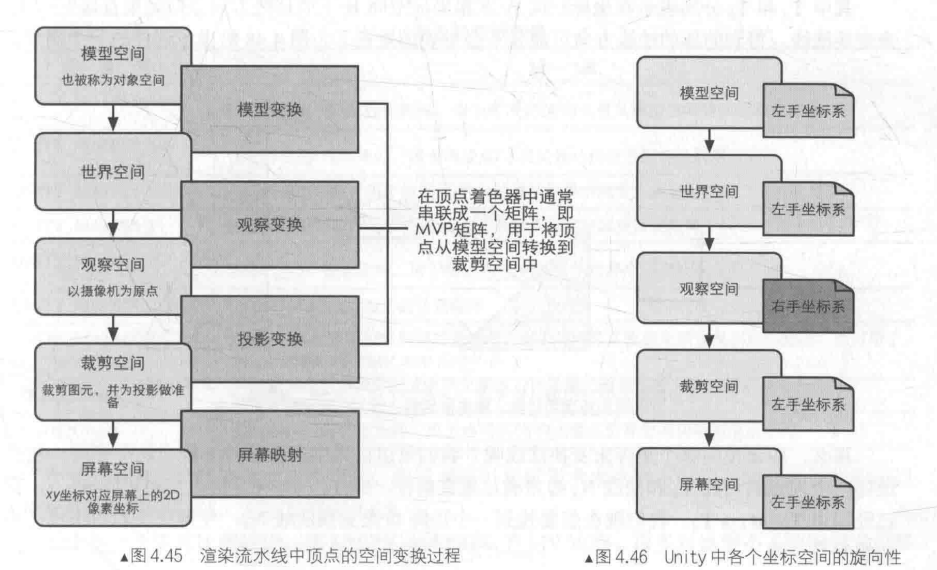 模型空间
也被称为对象空间
模型变换
世界空间
观察变换
观察空间
以摄像机为原点
投影变换
裁剪空间
裁剪图元、并为投影做准
备
屏幕映射
屏幕空间
xy坐标对应屏幕上的2D
像素坐标
在顶点着色器中通常
串联成一个矩阵，即
MVP矩阵，用于将顶
点从模型空间转换到
裁剪空间中
▲图 4.45 渲染流水线中顶点的空间变换过程
模型空间
左手坐标系
世界空间
左手坐标系
观察空间
右手坐标系
裁剪空间
左手坐标系
屏幕空间
左手坐标系
▲图 4.46 Unity 中各个坐标空间的旋向性